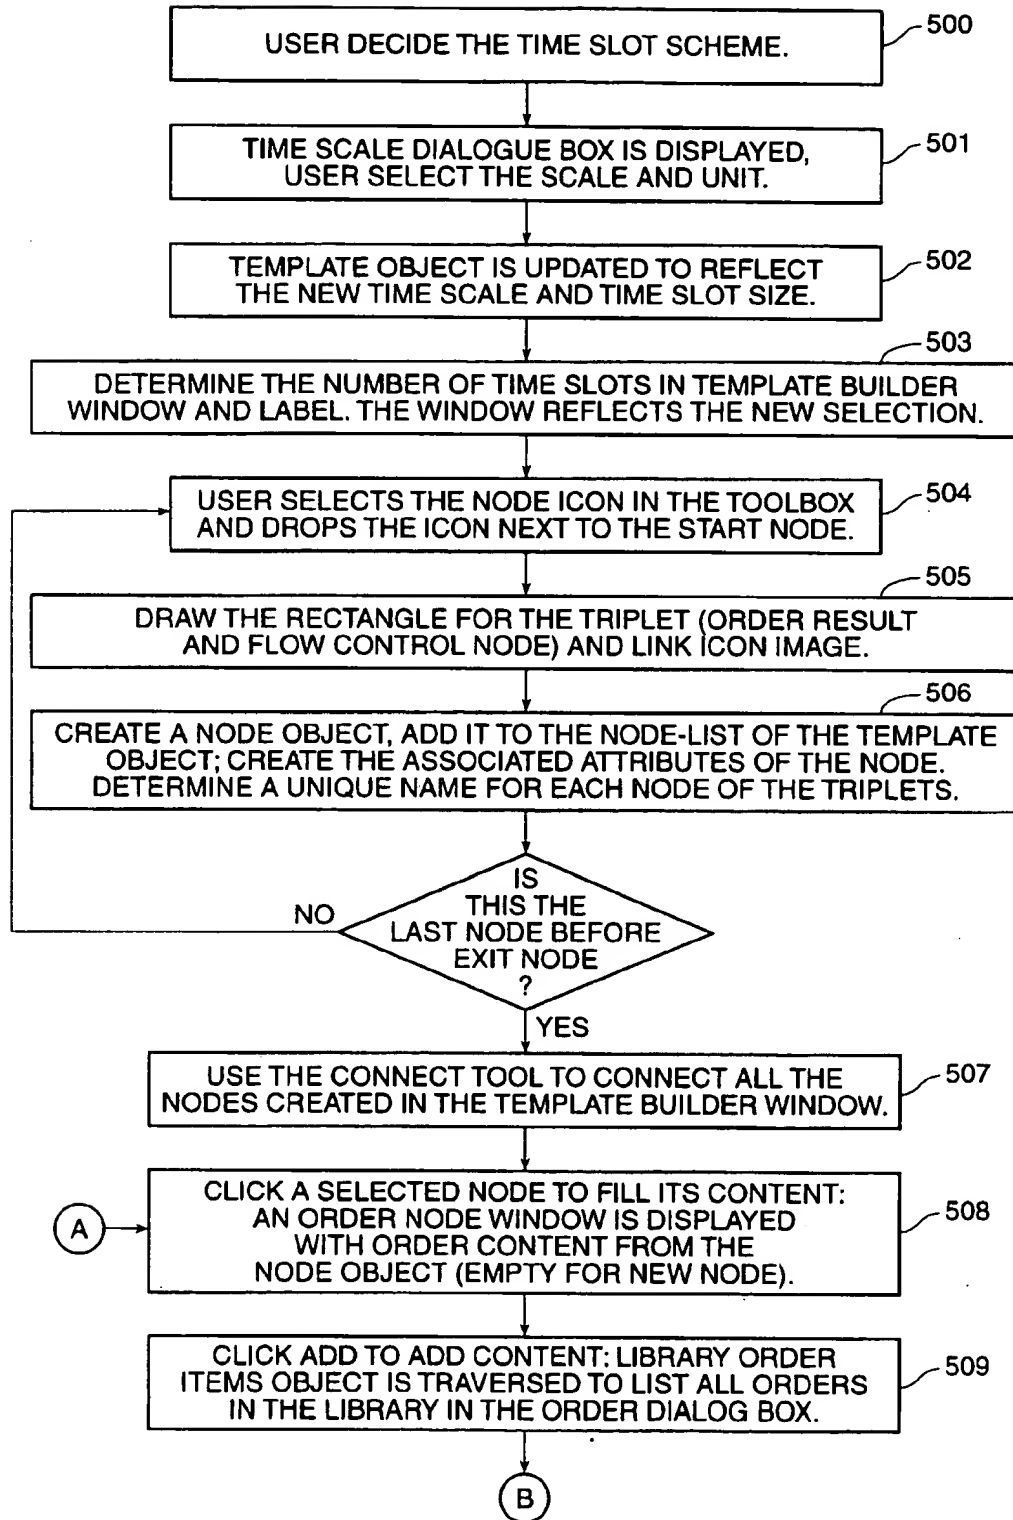 USER DECIDE THE TIME SLOT SCHEME.
500
TIME SCALE DIALOGUE BOX IS DISPLAYED,
USER SELECT THE SCALE AND UNIT.
501
TEMPLATE OBJECT IS UPDATED TO REFLECT
THE NEW TIME SCALE AND TIME SLOT SIZE.
502
503
DETERMINE THE NUMBER OF TIME SLOTS IN TEMPLATE BUILDER
WINDOW AND LABEL. THE WINDOW REFLECTS THE NEW SELECTION.
USER SELECTS THE NODE ICON IN THE TOOLBOX
AND DROPS THE ICON NEXT TO THE START NODE.
504
505
DRAW THE RECTANGLE FOR THE TRIPLET (ORDER RESULT
AND FLOW CONTROL NODE) AND LINK ICON IMAGE.
506
CREATE A NODE OBJECT, ADD IT TO THE NODE-LIST OF THE TEMPLATE
OBJECT; CREATE THE ASSOCIATED ATTRIBUTES OF THE NODE.
DETERMINE A UNIQUE NAME FOR EACH NODE OF THE TRIPLETS.
IS
THIS THE
LAST NODE BEFORE
EXIT NODE
?
NO
YES
USE THE CONNECT TOOL TO CONNECT ALL THE
NODES CREATED IN THE TEMPLATE BUILDER WINDOW.
507
A
CLICK A SELECTED NODE TO FILL ITS CONTENT:
AN ORDER NODE WINDOW IS DISPLAYED
WITH ORDER CONTENT FROM THE
NODE OBJECT (EMPTY FOR NEW NODE).
508
CLICK ADD TO ADD CONTENT: LIBRARY ORDER
ITEMS OBJECT IS TRAVERSED TO LIST ALL ORDERS
IN THE LIBRARY IN THE ORDER DIALOG BOX.
509
B